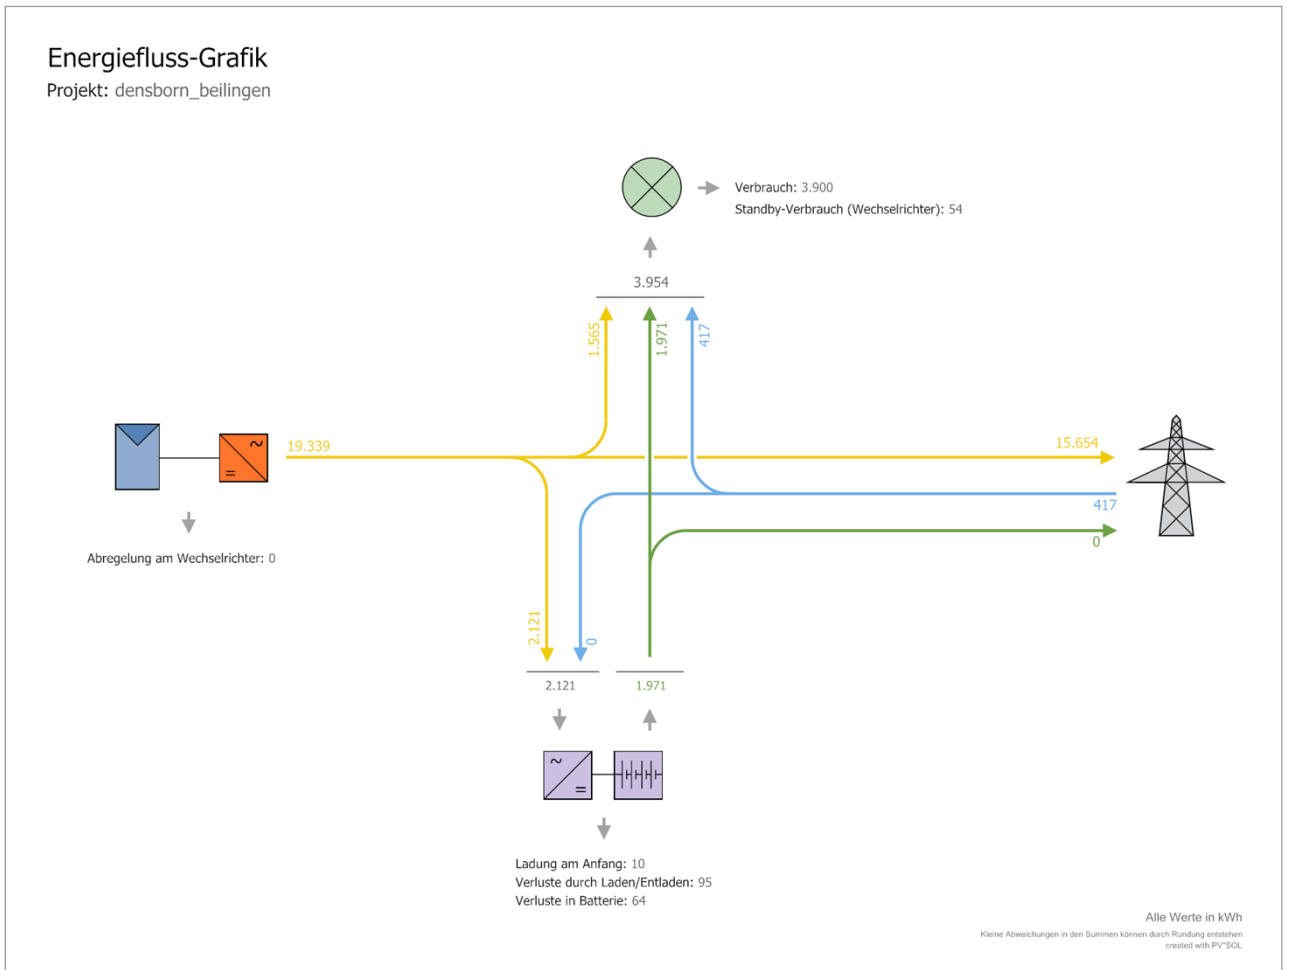 Energiefluss-Grafik
Projekt: densborn_beilingen
Verbrauch: 3.900
Standby-Verbrauch (Wechselrichter): 54
3.954
1.565
1.971
417
19.339
15.654
417
0
Abregelung am Wechselrichter: 0
2.121
0
2.121
1.971
Ladung am Anfang: 10
Verluste durch Laden/Entladen: 95
Verluste in Batterie: 64
Alle Werte in kWh
Kleine Abweichungen in den Summen können durch Rundung entstehen
created with PV*SOL